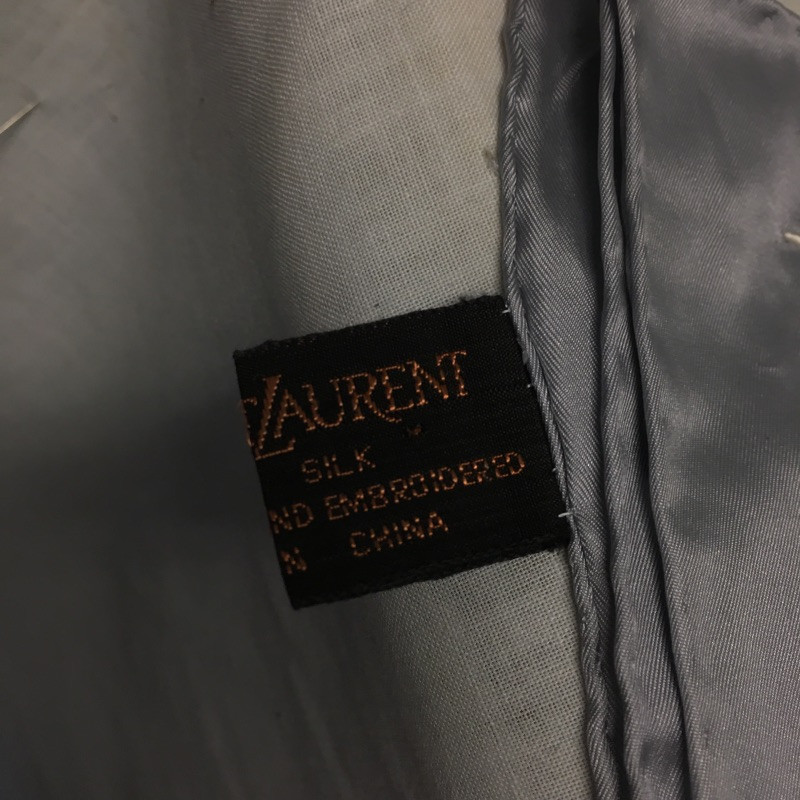 LAURENT
SILK
ND EMBROIDERED
N CHINA